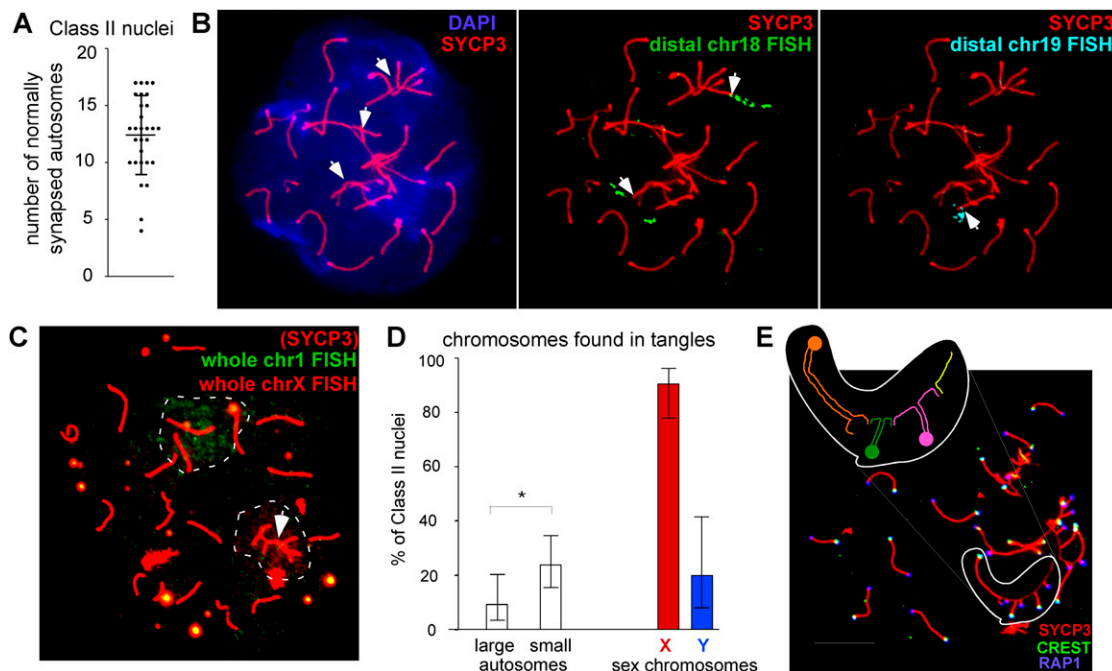 A Class II nuclei
number of normally
synapsed autosomes
20
15
10
5
0
B
DAPI
SYCP3
SYCP3
distal chr18 FISH
SYCP3
distal chr19 FISH
C
(SYCP3)
whole chr1 FISH
whole chrX FISH
D
chromosomes found in tangles
% of Class II nuclei
100
80
60
40
20
0
*
large small
autosomes
X Y
sex chromosomes
E
SYCP3
CREST
RAP1